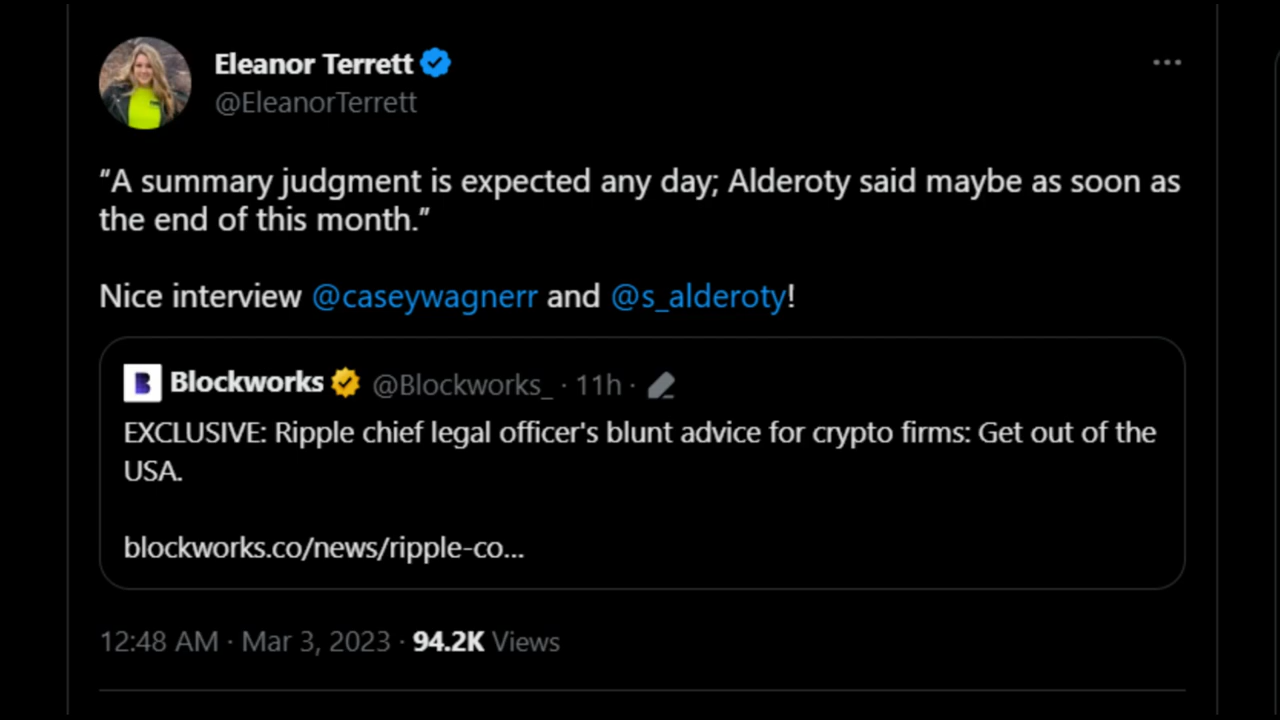 Eleanor Terrett
@EleanorTerrett
“A summary judgment is expected any day; Alderoty said maybe as soon as
the end of this month.”
Nice interview @caseywagnerr and @s_alderoty!
B Blockworks @Blockworks_ · 11h ·
EXCLUSIVE: Ripple chief legal officer's blunt advice for crypto firms: Get out of the
USA.
blockworks.co/news/ripple-co...
12:48 AM · Mar 3, 2023 · 94.2K Views